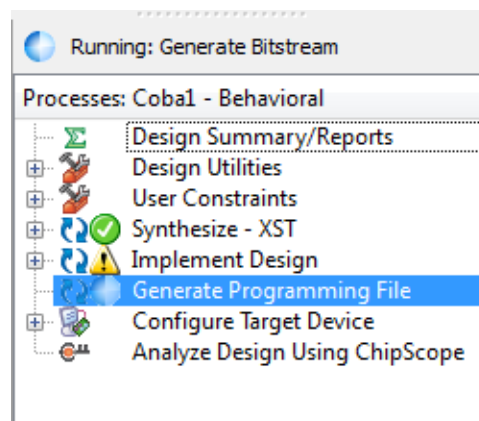 Running: Generate Bitstream
Processes: Coba1 - Behavioral
Design Summary/Reports
Design Utilities
User Constraints
Synthesize - XST
Implement Design
Generate Programming File
Configure Target Device
Analyze Design Using ChipScope